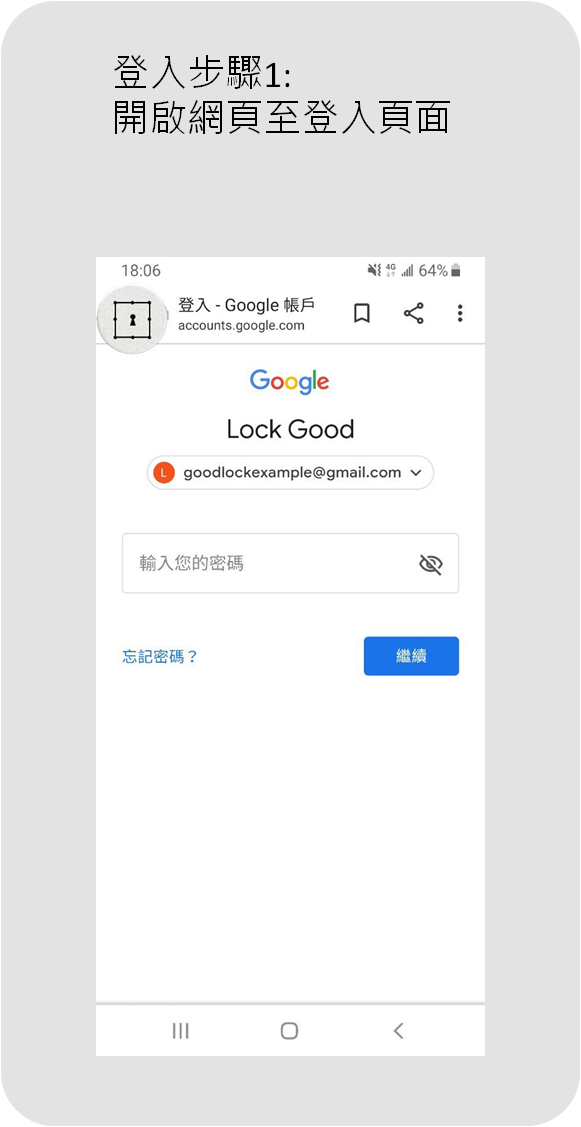 登入步驟1:
開啟網頁至登入頁面
18:06
4G
64%
登入 - Google 帳戶
accounts.google.com
Google
Lock Good
L
goodlockexample@gmail.com
輸入您的密碼
忘記密碼？
繼續